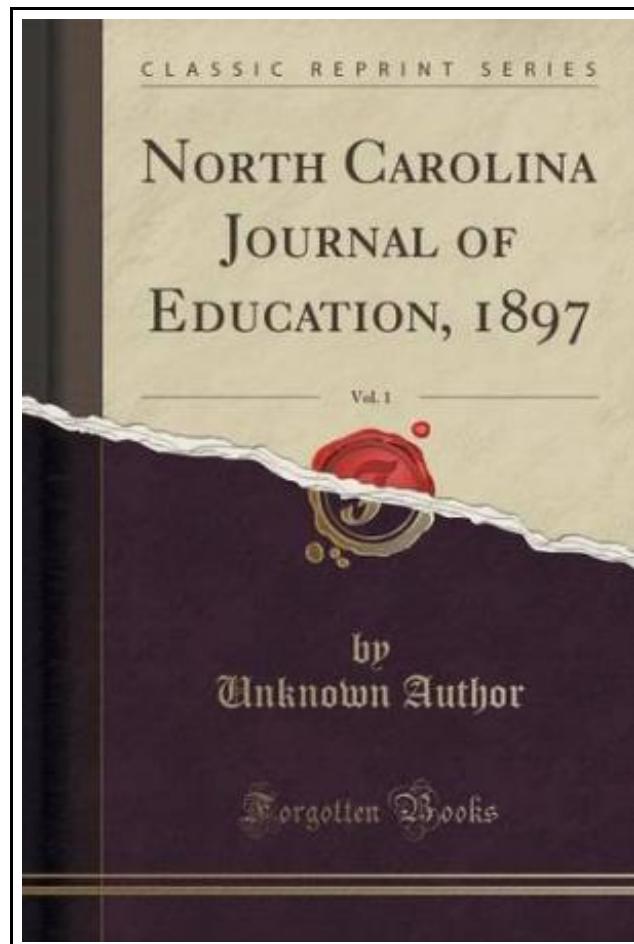 CLASSIC REPRINT SERIES
NORTH CAROLINA
JOURNAL OF
EDUCATION, 1897
Vol. 1
F
by
Unknown Author
Forgotten Books